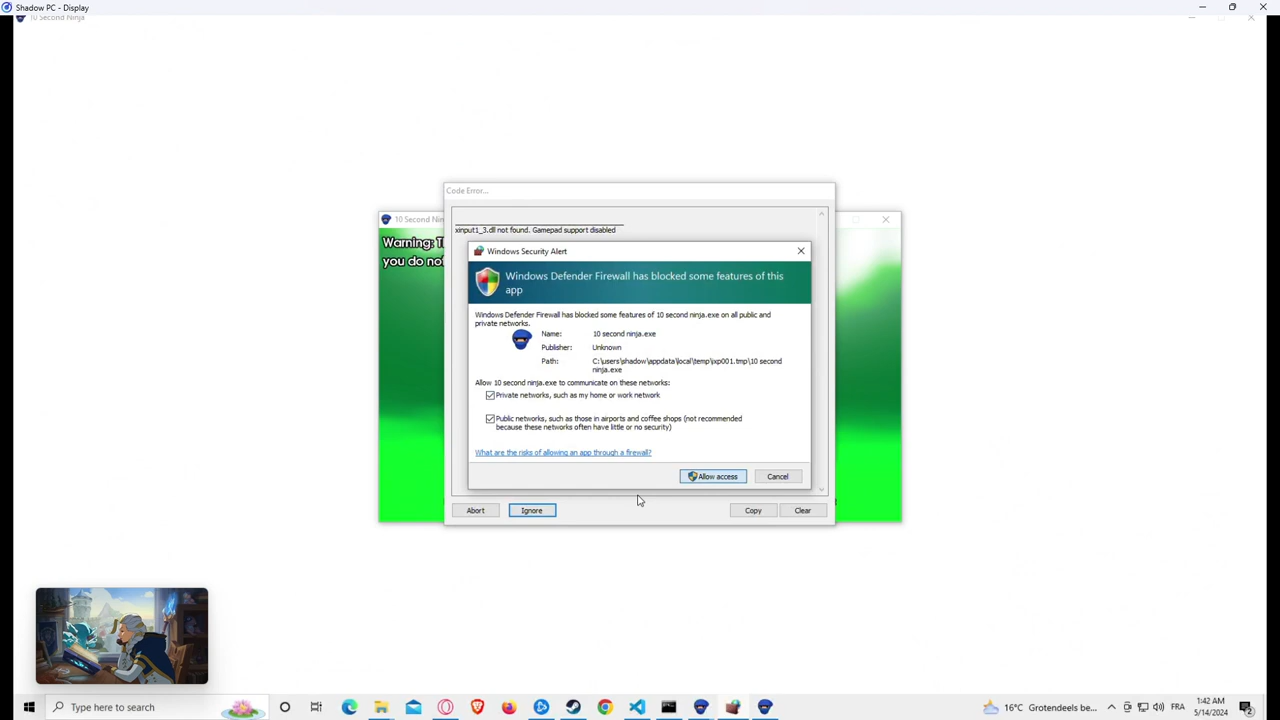 Shadow PC - Display
10 Second Ninja
Code Error...
xinput1_3.dll not found. Gamepad support disabled
10 Second Nin
Warning: T
you do not
Windows Security Alert
Windows Defender Firewall has blocked some features of this
app
Windows Defender Firewall has blocked some features of 10 second ninja.exe on all public and
private networks.
Name: 10 second ninja.exe
Publisher: Unknown
Path: C:\users\shadow\appdata\local\temp\ixp001.tmp\10 second
ninja.exe
Allow 10 second ninja.exe to communicate on these networks:
Private networks, such as my home or work network
Public networks, such as those in airports and coffee shops (not recommended
because these networks often have little or no security)
What are the risks of allowing an app through a firewall?
Allow access Cancel
Abort Ignore Copy Clear
Type here to search 16°C Grotendeels be... FRA 1:42 AM
5/14/2024 2